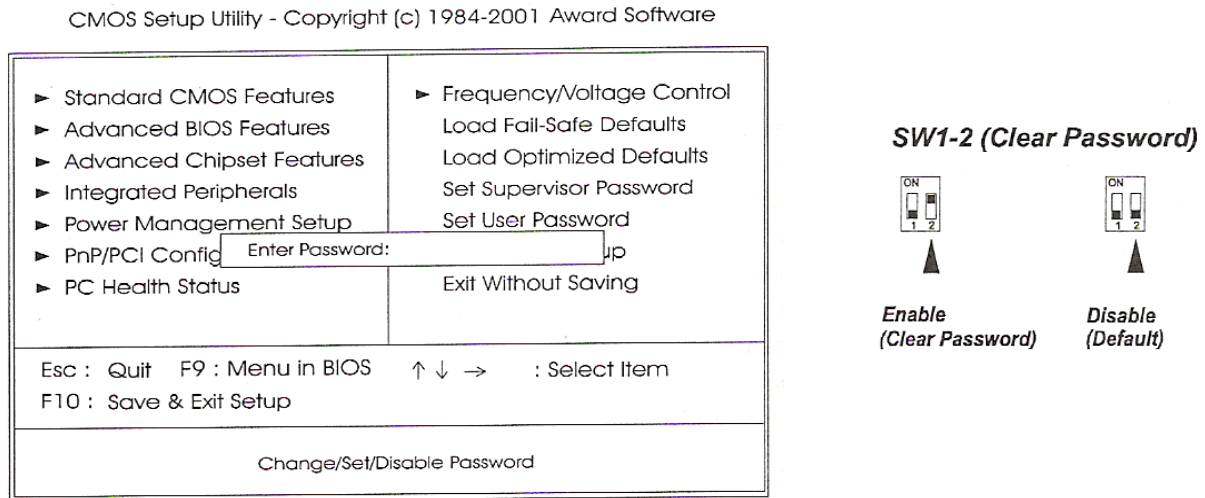 CMOS Setup Utility - Copyright (c) 1984-2001 Award Software
► Standard CMOS Features
► Advanced BIOS Features
► Advanced Chipset Features
► Integrated Peripherals
► Power Management Setup
► PnP/PCI Config
► PC Health Status
► Frequency/Voltage Control
Load Fail-Safe Defaults
Load Optimized Defaults
Set Supervisor Password
Set User Password
up
Exit Without Saving
Enter Password:
Esc : Quit F9 : Menu in BIOS ↑ ↓ → : Select Item
F10 : Save & Exit Setup
Change/Set/Disable Password
SW1-2 (Clear Password)
ON
1 2
Enable
(Clear Password)
ON
1 2
Disable
(Default)